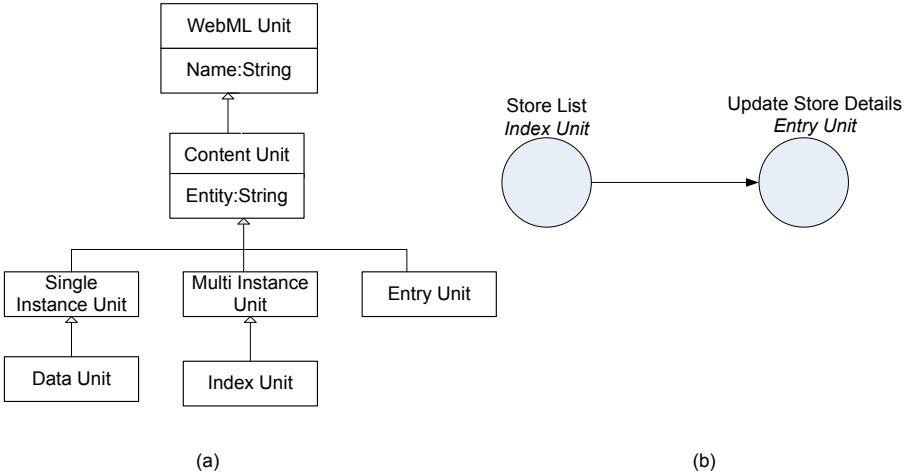 WebML Unit
Name:String
Content Unit
Entity:String
Single
Instance Unit
Multi Instance
Unit
Entry Unit
Data Unit
Index Unit
(a)
Store List
Index Unit
Update Store Details
Entry Unit
(b)